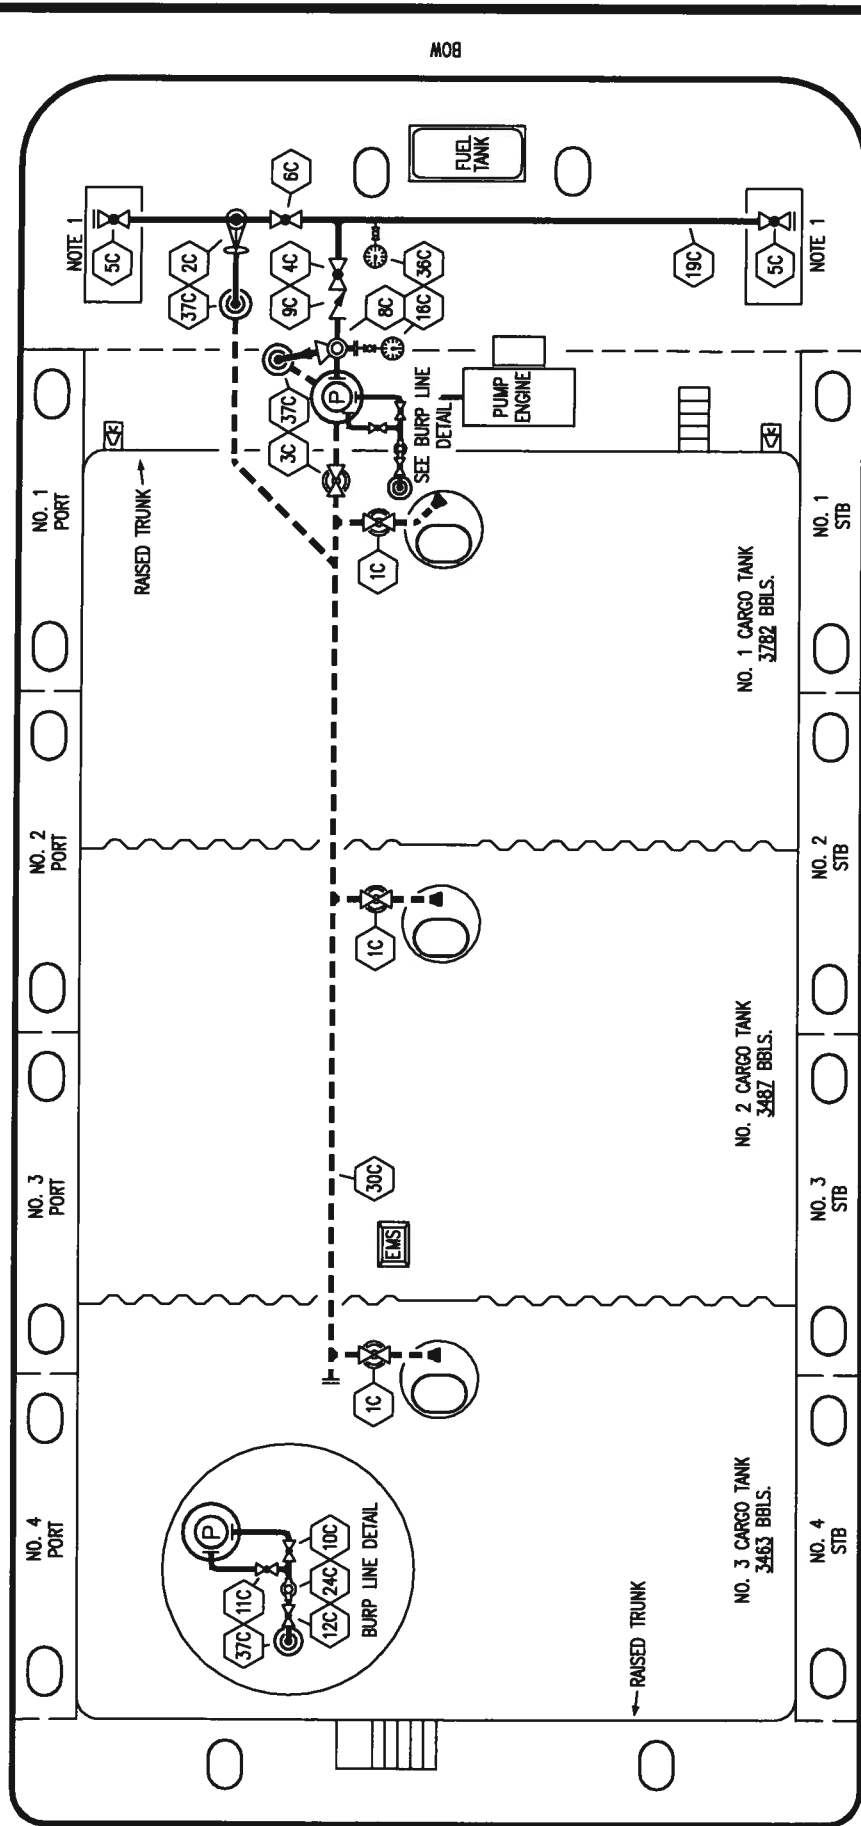 BOW
FUEL
TANK
NOTE 1
5C
2C
37C
6C
4C
9C
8C
16C
36C
19C
5C
NOTE 1
37C
3C
P
SEE BURP LINE
DETAIL
PUMP
ENGINE
NO. 1
PORT
RAISED TRUNK
1C
NO. 1 CARGO TANK
3782 BBLS.
NO. 1
STB
NO. 2
PORT
1C
NO. 2
STB
NO. 2 CARGO TANK
3487 BBLS.
NO. 3
PORT
30C
EMS
NO. 3
STB
1C
NO. 4
PORT
P
11C
37C
10C
24C
12C
BURP LINE DETAIL
NO. 3 CARGO TANK
3463 BBLS.
NO. 4
STB
RAISED TRUNK